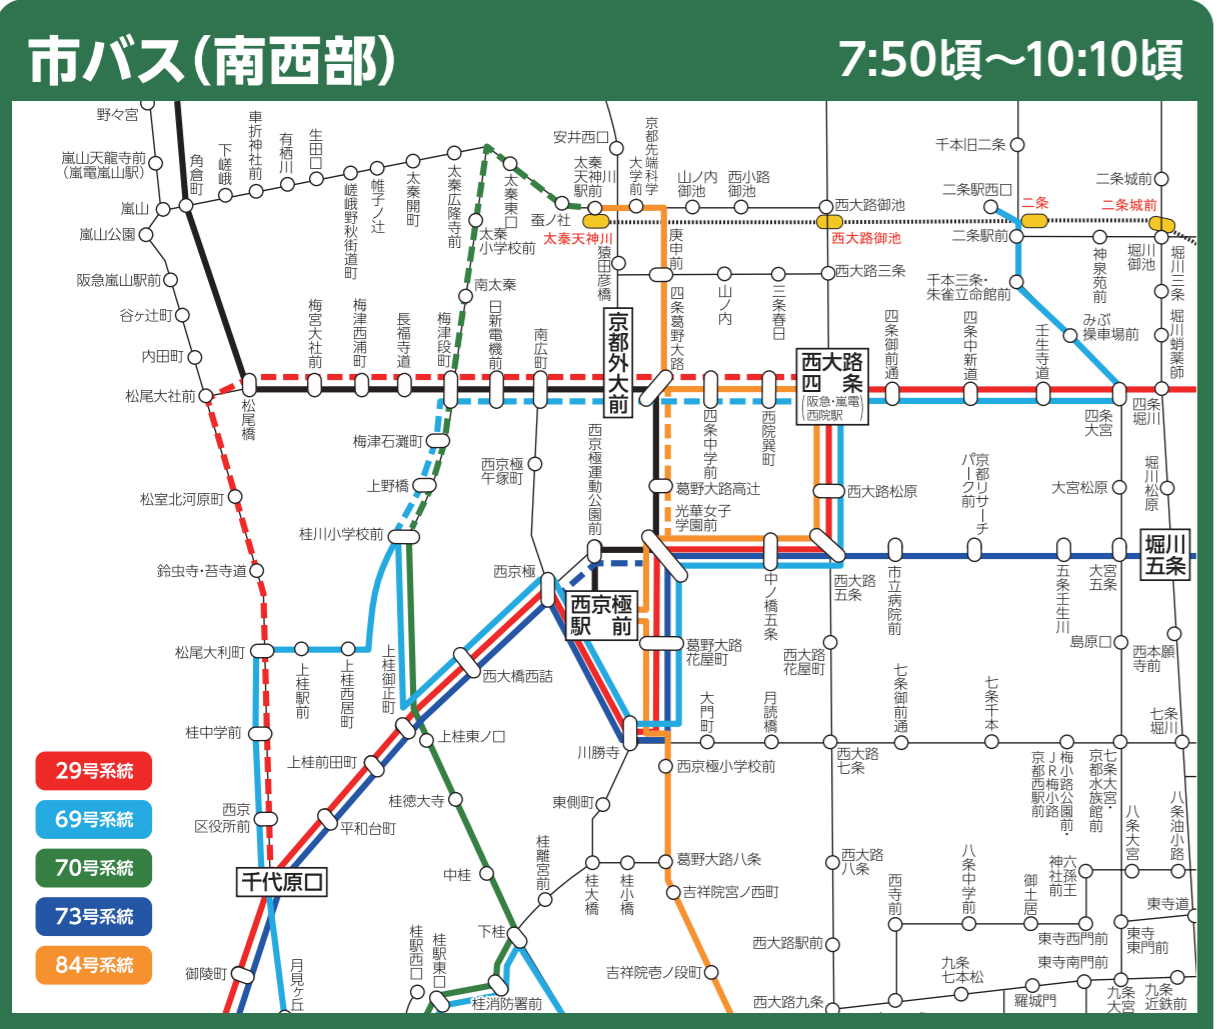 市バス(南西部)
7:50頃～10:10頃
野々宮
嵐山天龍寺前
(嵐電嵐山駅)
角倉町
下嵯峨
車折神社前
有栖川
生田口
嵯峨野秋街道町
帷子ノ辻
太秦開町
太秦広隆寺前
太秦東口
蚕ノ社
安井西口
太秦
天神川
駅前
京都先端科学
大学前
山ノ内
御池
西小路
御池
西大路御池
千本旧二条
二条駅西口
二条
二条城前
二条城前
嵐山
嵐山公園
太秦
小学校前
太秦天神川
猿田彦橋
庚申前
西大路御池
二条駅前
神泉苑前
堀川
御池
堀川三条
阪急嵐山駅前
南太秦
西大路三条
山ノ内
三条春日
千本三条・
朱雀立命館前
谷ヶ辻町
内田町
松尾大社前
松尾橋
梅宮大社前
梅津西浦町
長福寺道
梅津段町
日新電機前
南広町
京都外大前
四条葛野大路
西大路
四条
(阪急・嵐電
西院駅)
四条御前通
四条中新道
壬生寺道
みぶ
操車場前
堀川蛸薬師
四条
大宮
四条
堀川
梅津石灘町
上野橋
桂川小学校前
西京極
午塚町
西京極運動公園前
四条中学前
西院巽町
葛野大路高辻
光華女子
学園前
西大路松原
京都リサーチ
パーク前
大宮松原
堀川松原
堀川
五条
松室北河原町
鈴虫寺・苔寺道
西京極
西京極
駅前
中ノ橋五条
西大路
五条
市立病院前
五条壬生川
大宮
五条
松尾大利町
上桂駅前
上桂西居町
上桂御正町
西大橋西詰
葛野大路
花屋町
西大路
花屋町
島原口
西本願
寺前
桂中学前
大門町
月読橋
七条御前通
七条千本
七条
堀川
上桂東ノ口
川勝寺
上桂前田町
西京極小学校前
西大路
七条
京都西駅前
JR梅小路
梅小路公園前・
京都水族館前
七条大宮・
29号系統
69号系統
70号系統
73号系統
84号系統
西京
区役所前
桂徳大寺
平和台町
東側町
桂離宮前
葛野大路八条
西大路
八条
八条中学前
八条大宮
八条油小路
千代原口
中桂
桂大橋
桂小橋
吉祥院宮ノ西町
西寺前
御土居
六孫王
神社前
東寺道
下桂
西大路駅前
東寺西門前
東寺
東門前
御陵町
月見ヶ丘
桂駅西口
桂駅東口
桂消防署前
吉祥院壱ノ段町
九条
七本松
東寺南門前
西大路九条
羅城門
九条
大宮
九条
近鉄前